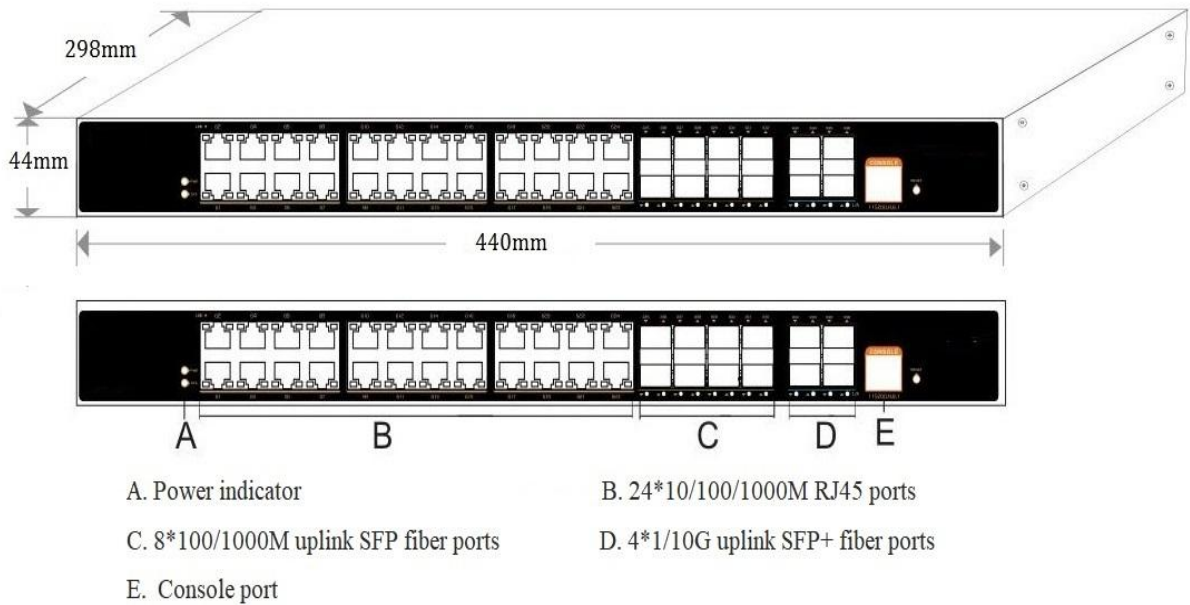 298mm
44mm
CONSOLE
440mm
CONSOLE
A B C D E
A. Power indicator B. 24*10/100/1000M RJ45 ports
C. 8*100/1000M uplink SFP fiber ports D. 4*1/10G uplink SFP+ fiber ports
E. Console port